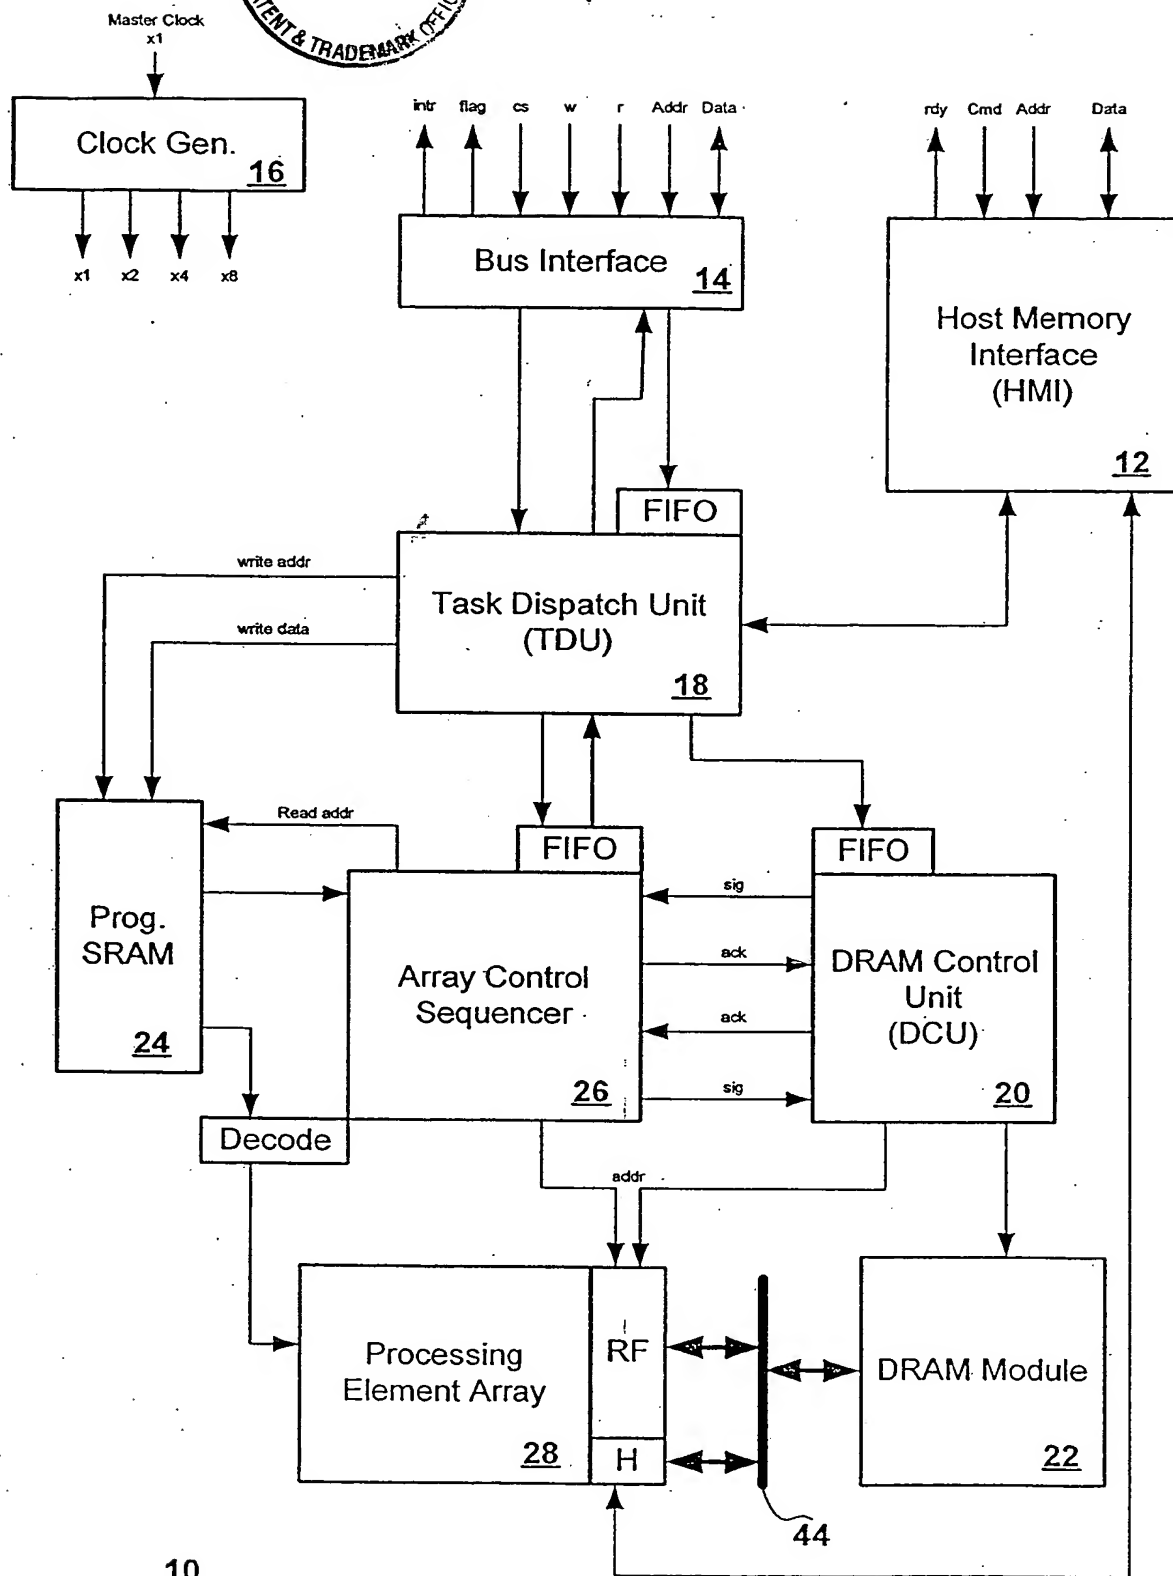 ENT & TRADEMARK OFFIC
Master Clock
x1
Clock Gen.
16
x1 x2 x4 x8
intr flag cs w r Addr Data
Bus Interface
14
rdy Cmd Addr Data
Host Memory
Interface
(HMI)
12
FIFO
write addr
write data
Task Dispatch Unit
(TDU)
18
Read addr
FIFO
FIFO
Prog.
SRAM
24
Array Control
Sequencer
26
sig
ack
ack
sig
DRAM Control
Unit
(DCU)
20
Decode
addr
Processing
Element Array
28
RF
H
DRAM Module
22
44
10